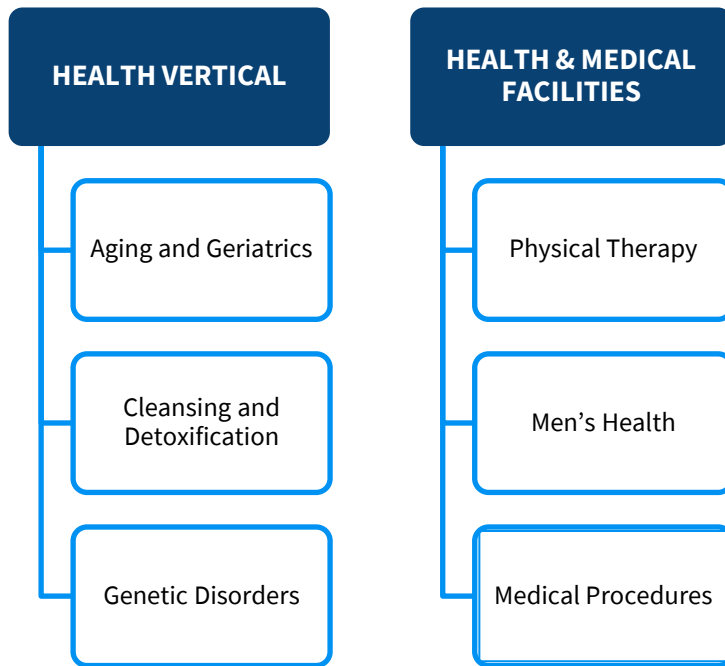 HEALTH VERTICAL
Aging and Geriatrics
Cleansing and
Detoxification
Genetic Disorders
HEALTH & MEDICAL
FACILITIES
Physical Therapy
Men’s Health
Medical Procedures